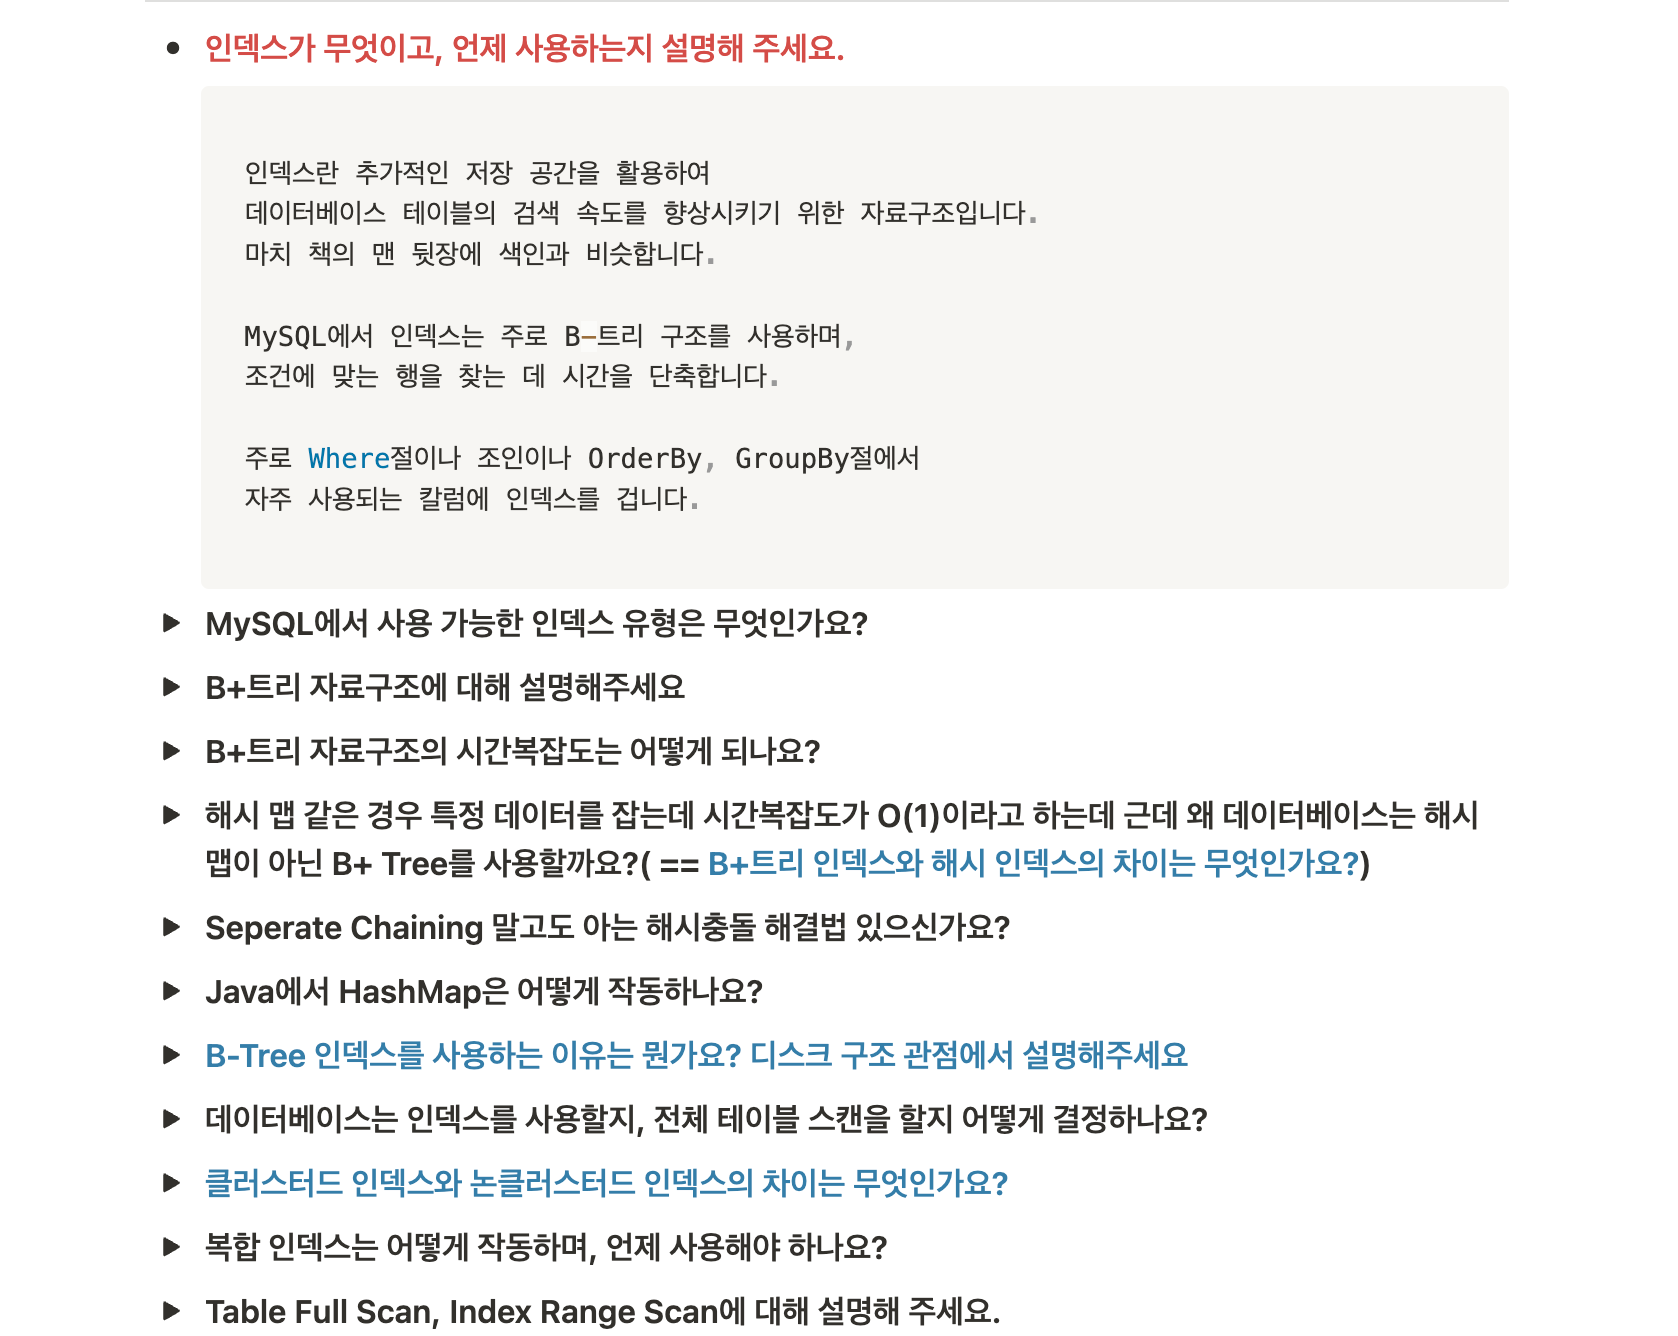 인덱스가 무엇이고, 언제 사용하는지 설명해 주세요.
인덱스란 추가적인 저장 공간을 활용하여
데이터베이스 테이블의 검색 속도를 향상시키기 위한 자료구조입니다.
마치 책의 맨 뒷장에 색인과 비슷합니다.
MySQL에서 인덱스는 주로 B-트리 구조를 사용하며,
조건에 맞는 행을 찾는 데 시간을 단축합니다.
주로 Where절이나 조인이나 OrderBy, GroupBy절에서
자주 사용되는 칼럼에 인덱스를 겁니다.
MySQL에서 사용 가능한 인덱스 유형은 무엇인가요?
B+트리 자료구조에 대해 설명해주세요
B+트리 자료구조의 시간복잡도는 어떻게 되나요?
해시 맵 같은 경우 특정 데이터를 잡는데 시간복잡도가 O(1)이라고 하는데 근데 왜 데이터베이스는 해시
맵이 아닌 B+ Tree를 사용할까요?( == B+트리 인덱스와 해시 인덱스의 차이는 무엇인가요?)
Seperate Chaining 말고도 아는 해시충돌 해결법 있으신가요?
Java에서 HashMap은 어떻게 작동하나요?
B-Tree 인덱스를 사용하는 이유는 뭔가요? 디스크 구조 관점에서 설명해주세요
데이터베이스는 인덱스를 사용할지, 전체 테이블 스캔을 할지 어떻게 결정하나요?
클러스터드 인덱스와 논클러스터드 인덱스의 차이는 무엇인가요?
복합 인덱스는 어떻게 작동하며, 언제 사용해야 하나요?
Table Full Scan, Index Range Scan에 대해 설명해 주세요.